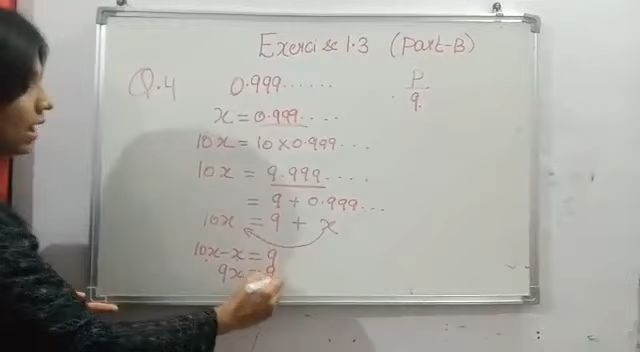 Exercise 1.3 (Part-B)
Q.4 0.999...... P/q.
x = 0.999....
10x = 10 × 0.999...
10x = 9.999....
= 9 + 0.999...
10x = 9 + x
10x - x = 9
9x = 9